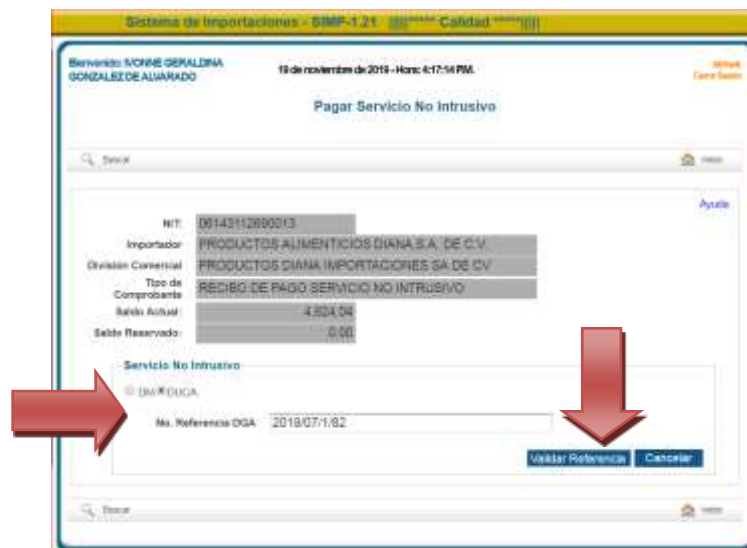 Sistema de Importaciones - SIMP-1.21 ||||***** Calidad *****||||
Bienvenido: IVONNE GERALDINA
GONZALEZ DE ALVARADO
19 de noviembre de 2019 - Hora: 4:17:14 PM.
Cerrar Sesión
Pagar Servicio No Intrusivo
Buscar
Inicio
Ayuda
NIT: 06143112690013
Importador PRODUCTOS ALIMENTICIOS DIANA S.A. DE C.V.
División Comercial PRODUCTOS DIANA IMPORTACIONES SA DE CV
Tipo de
Comprobante RECIBO DE PAGO SERVICIO NO INTRUSIVO
Saldo Actual: 4,624.04
Saldo Reservado: 0.00
Servicio No Intrusivo
DM DUCA
No. Referencia DGA 2019/07/1/82
Validar Referencia Cancelar
Buscar
Inicio